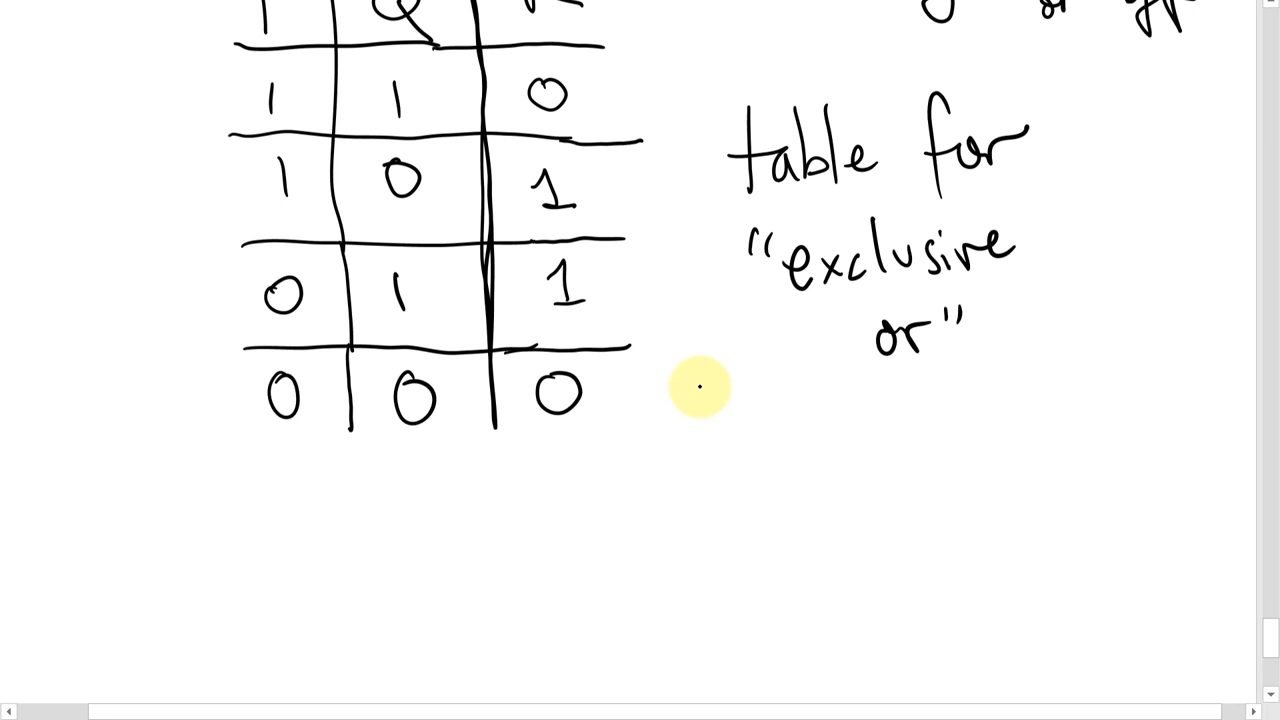 Q
1 1 0
1 0 1
0 1 1
0 0 0
table for
"exclusive
or"